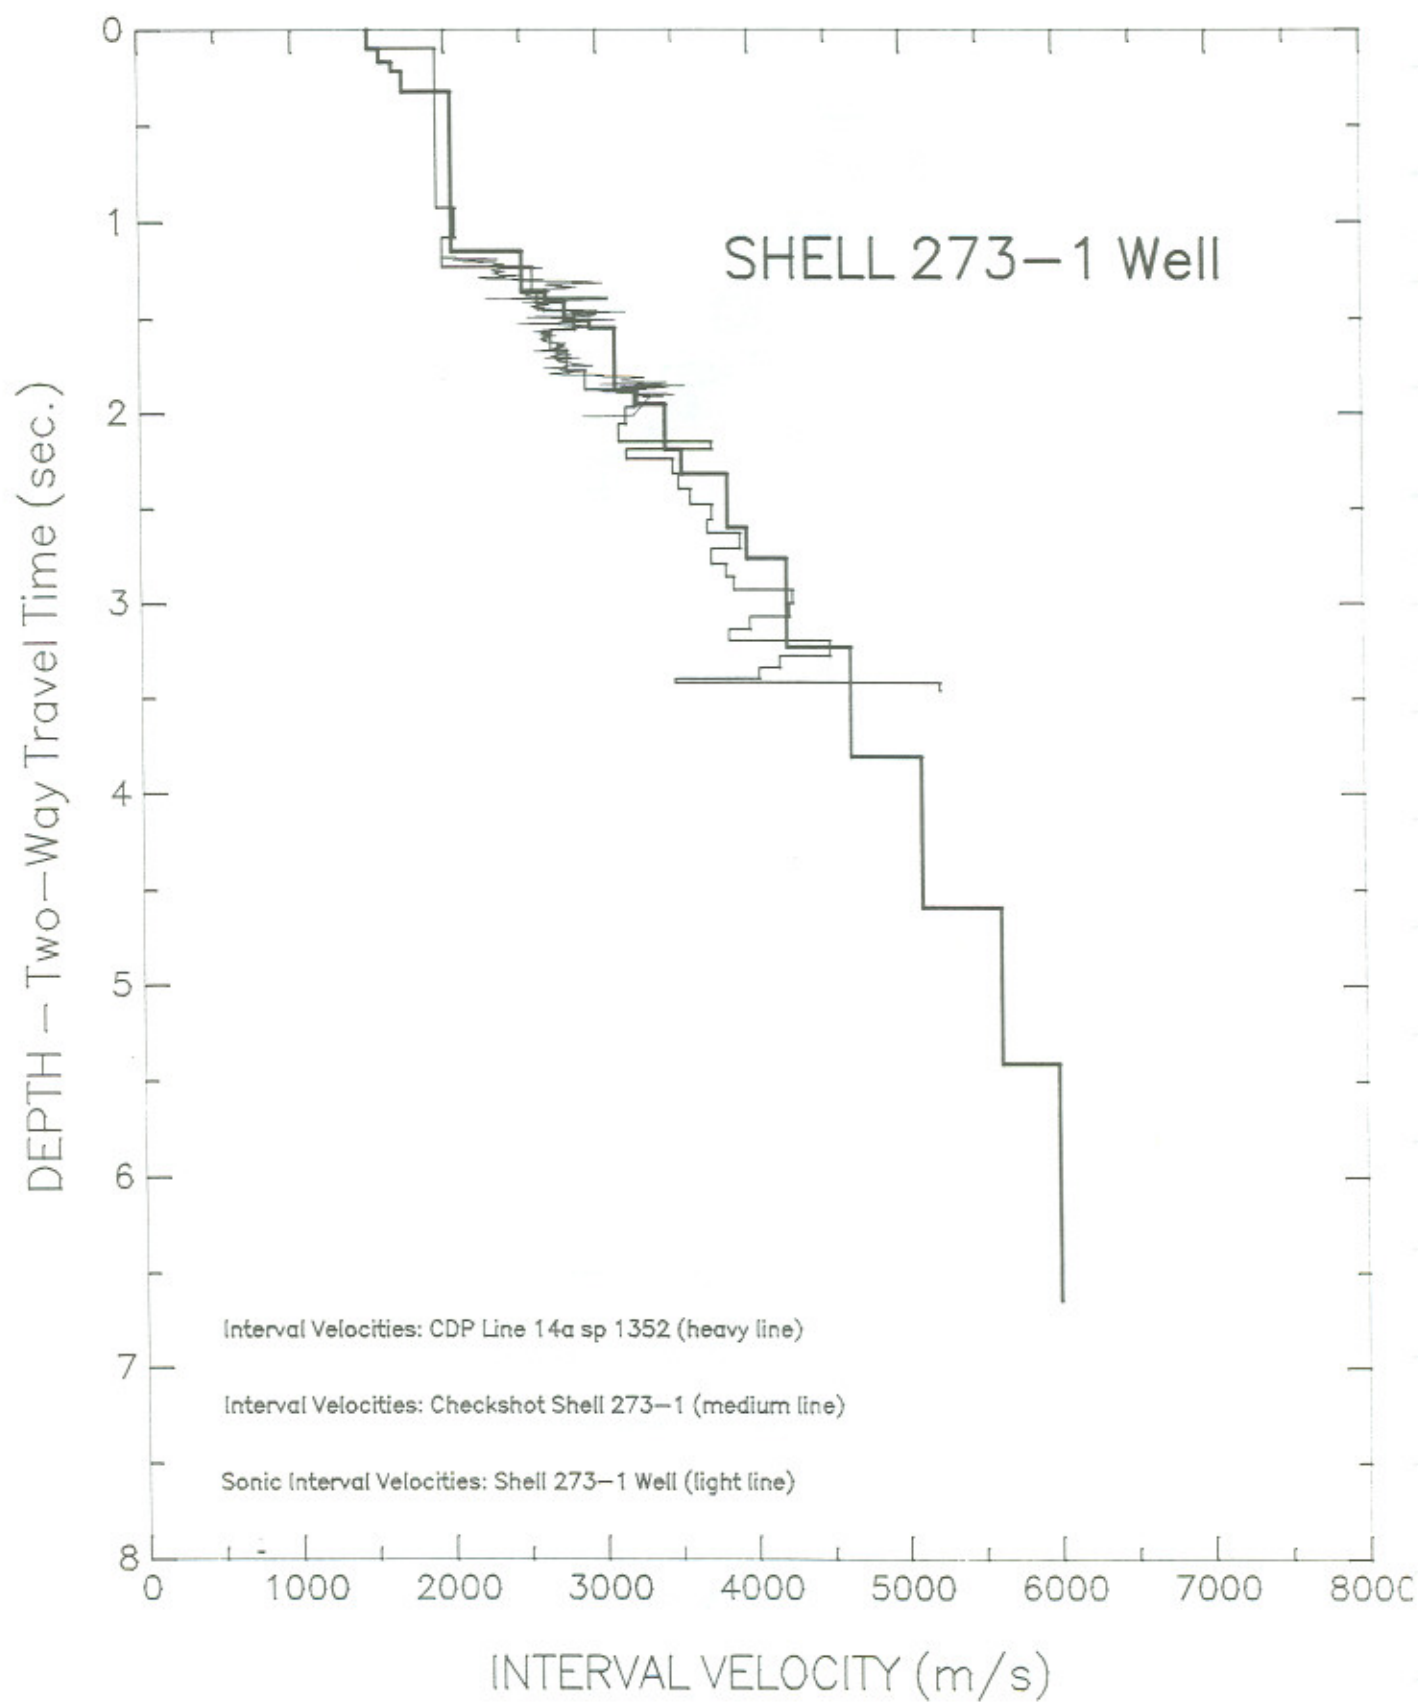 0
SHELL 273-1 Well
1
2
3
4
5
6
7
8
DEPTH - Two-Way Travel Time (sec.)
Interval Velocities: CDP Line 14a sp 1352 (heavy line)
Interval Velocities: Checkshot Shell 273-1 (medium line)
Sonic Interval Velocities: Shell 273-1 Well (light line)
0 1000 2000 3000 4000 5000 6000 7000 8000
INTERVAL VELOCITY (m/s)